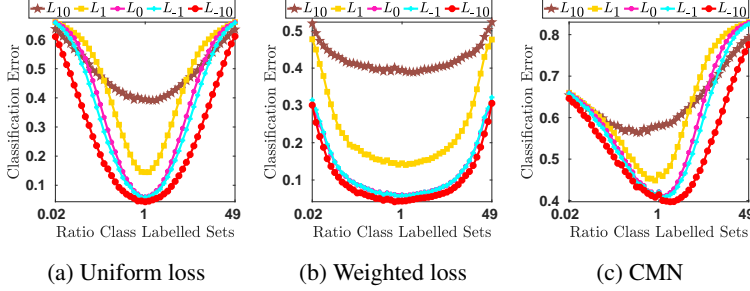 L10 L1 L0 L-1 L-10
Classification Error
0.6
0.5
0.4
0.3
0.2
0.1
0.02 1 49
Ratio Class Labelled Sets
(a) Uniform loss
L10 L1 L0 L-1 L-10
Classification Error
0.5
0.4
0.3
0.2
0.1
0.02 1 49
Ratio Class Labelled Sets
(b) Weighted loss
L10 L1 L0 L-1 L-10
Classification Error
0.8
0.7
0.6
0.5
0.4
0.02 1 49
Ratio Class Labelled Sets
(c) CMN